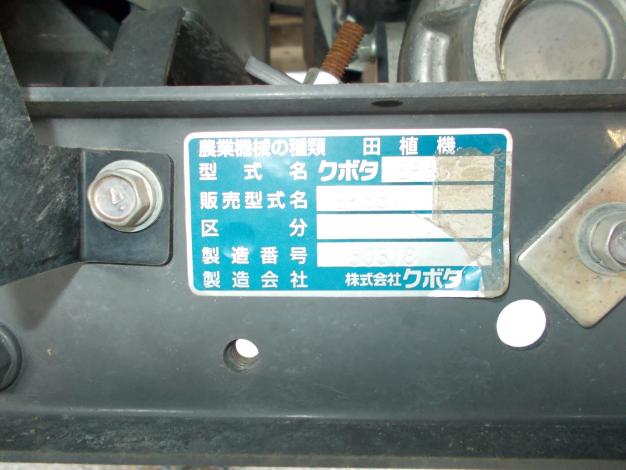 農業機械の種類 田植機
型式名 クボタ
販売型式名
区分
製造番号 50518
製造会社 株式会社クボタ